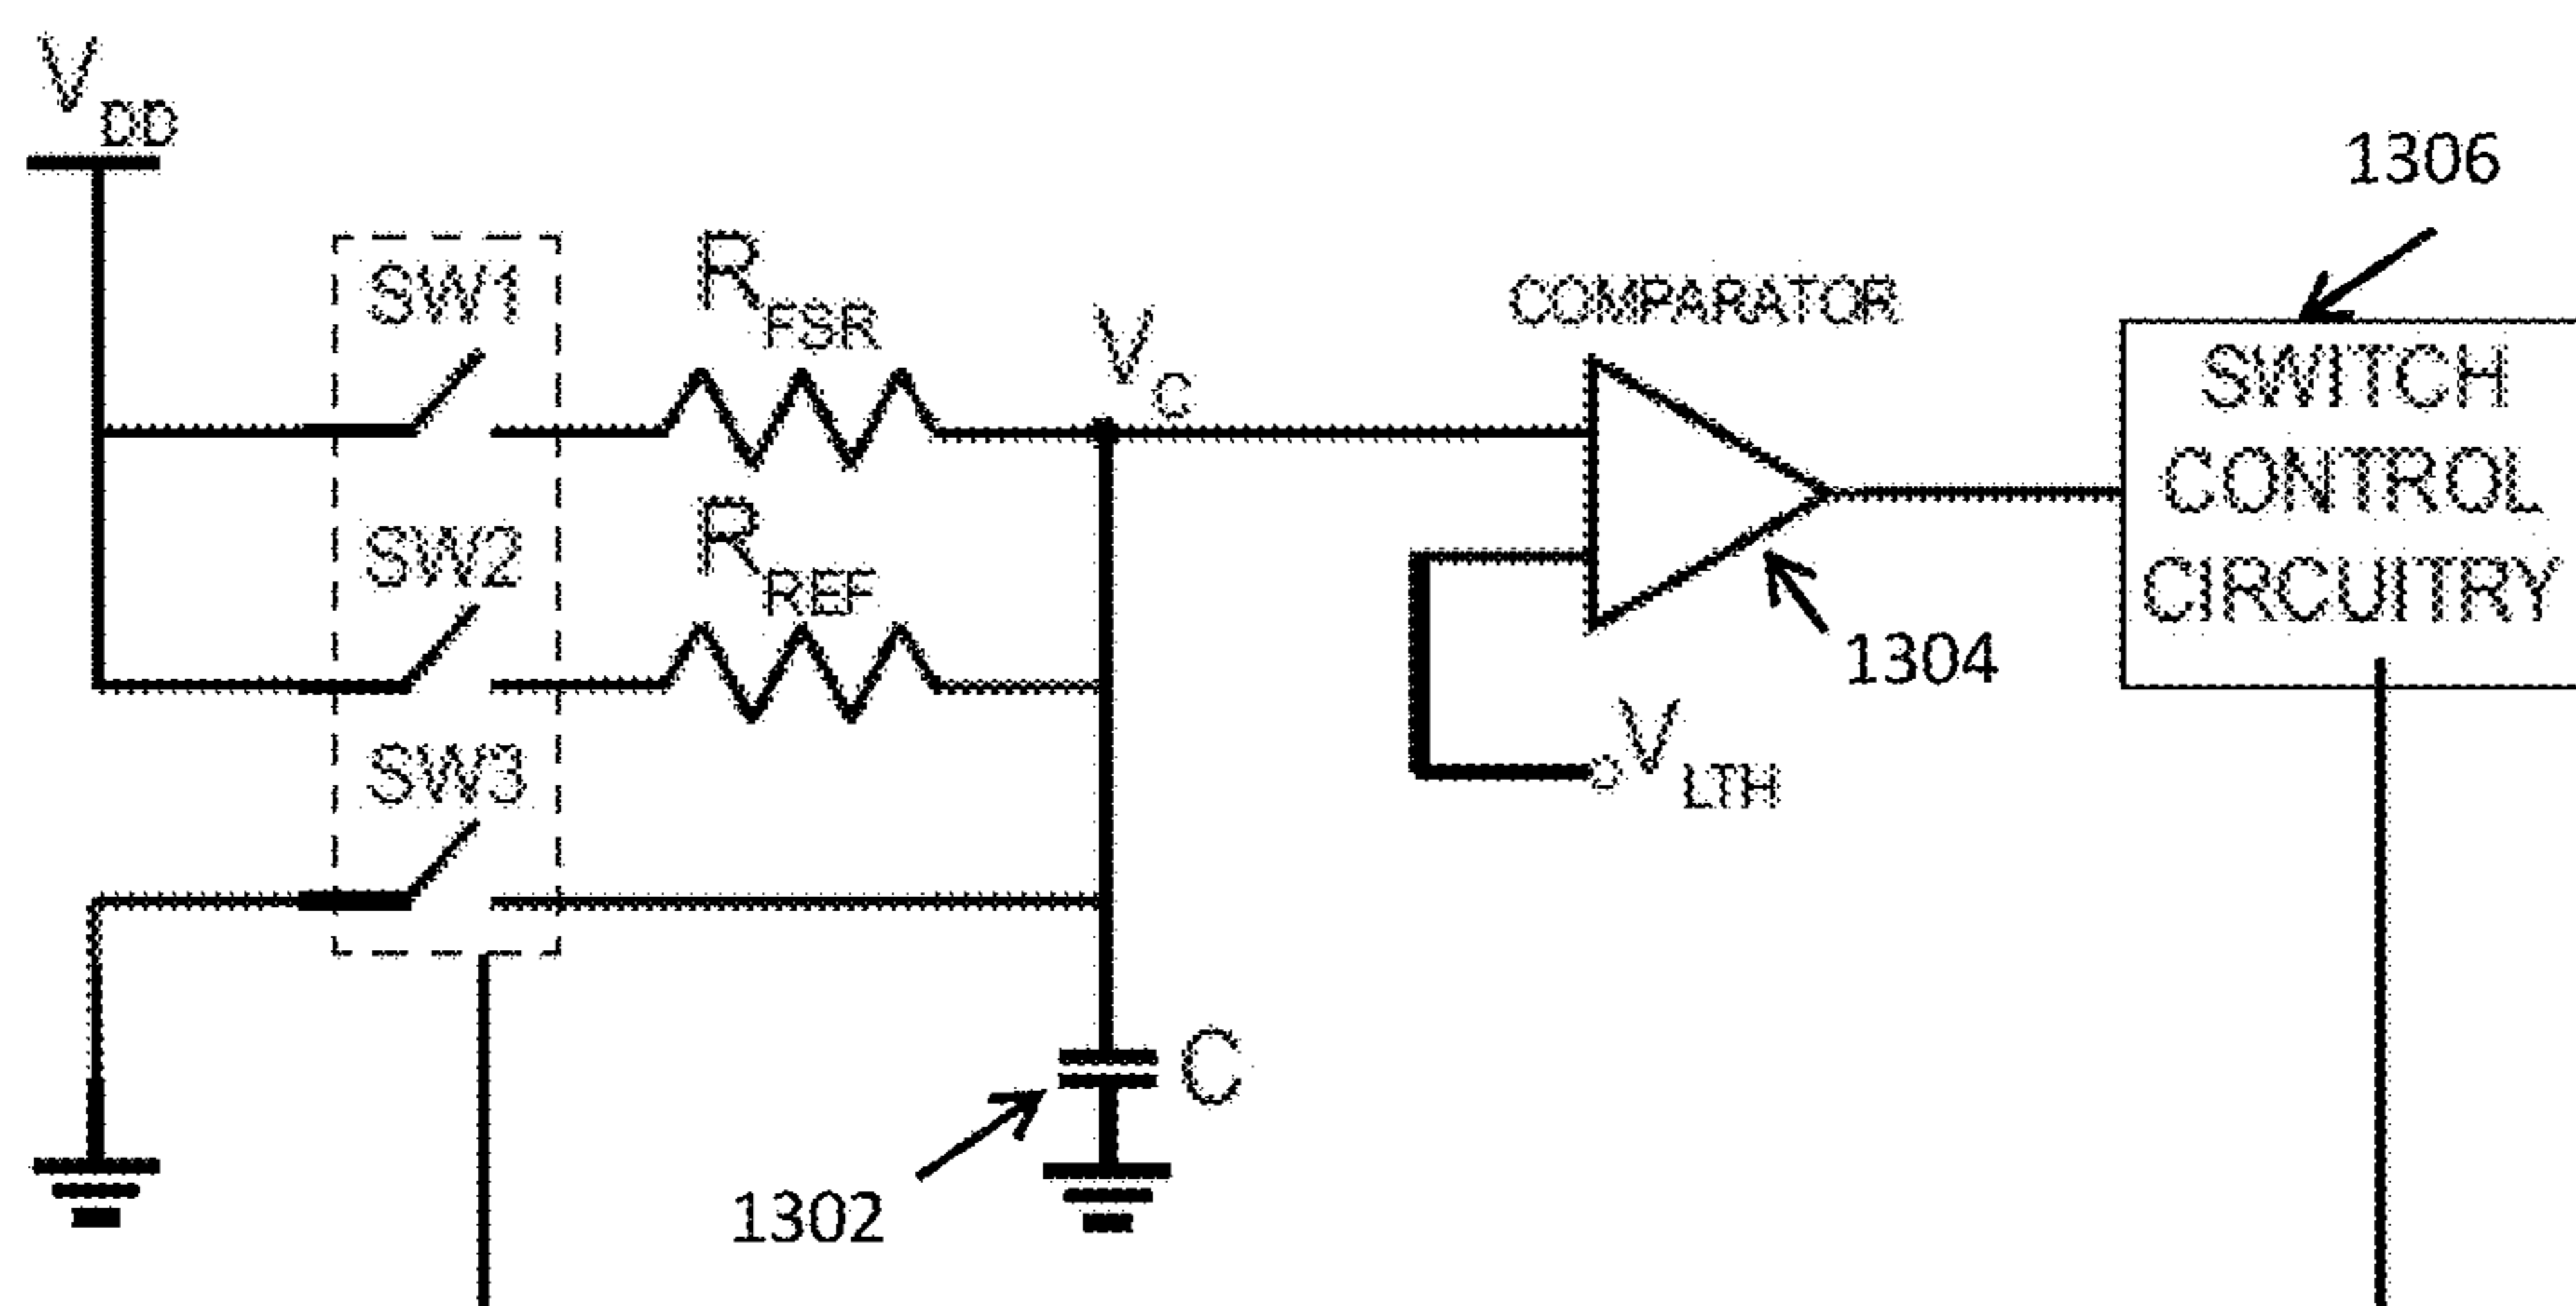 VDD
1306
SW1
RFSR
VC
COMPARATOR
SWITCH
CONTROL
CIRCUITRY
SW2
RREF
1304
SW3
VLTH
C
1302